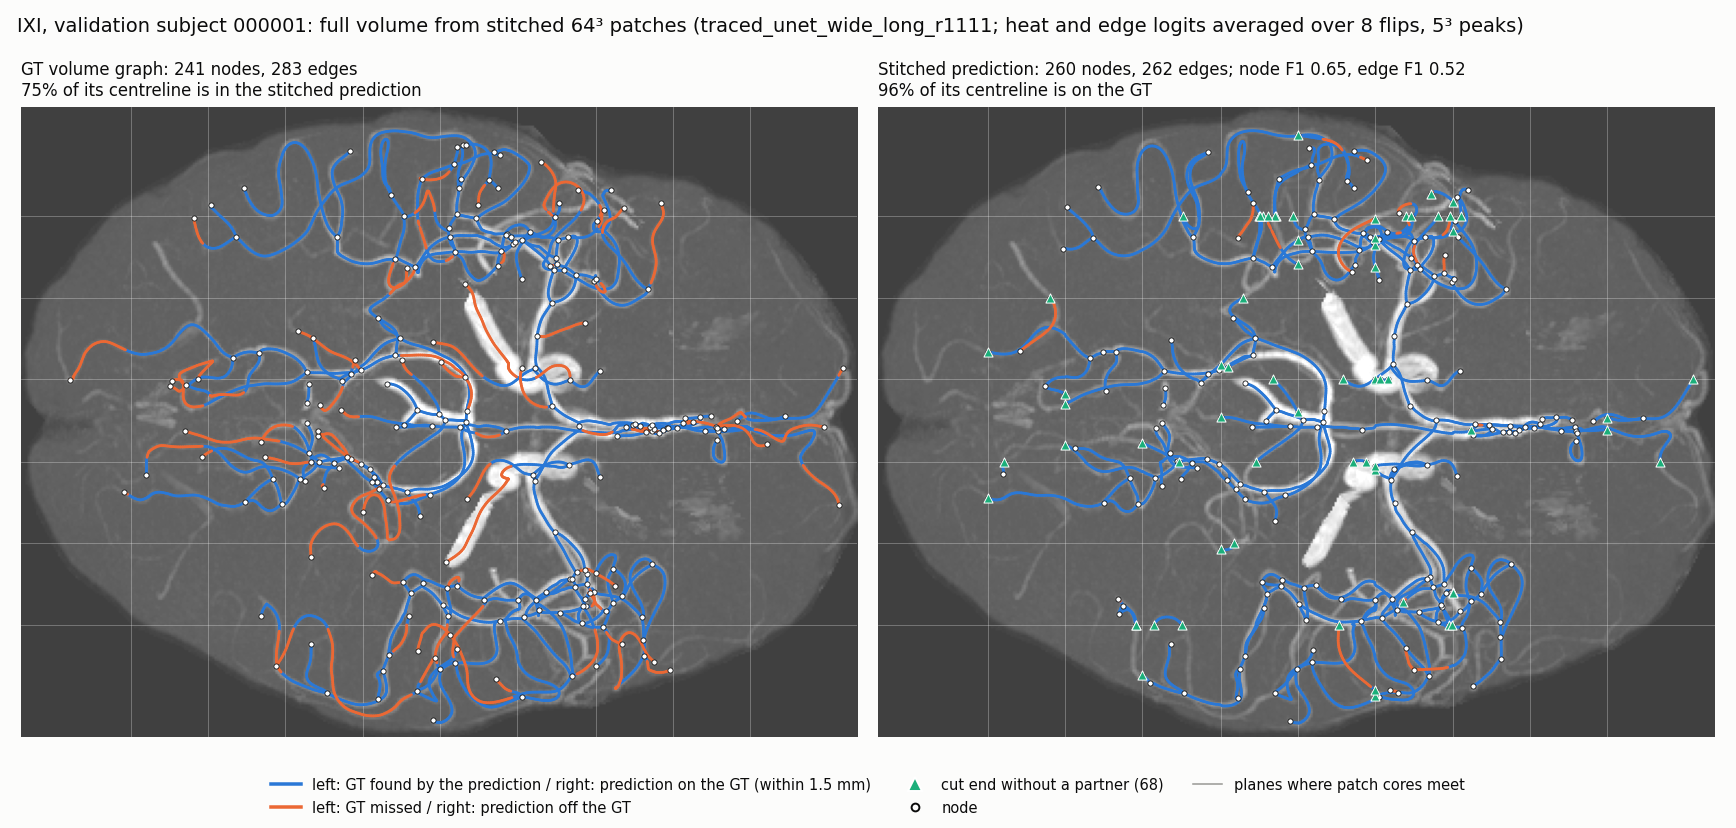 IXI, validation subject 000001: full volume from stitched 64³ patches (traced_unet_wide_long_r1111; heat and edge logits averaged over 8 flips, 5³ peaks)
GT volume graph: 241 nodes, 283 edges
75% of its centreline is in the stitched prediction
Stitched prediction: 260 nodes, 262 edges; node F1 0.65, edge F1 0.52
96% of its centreline is on the GT
left: GT found by the prediction / right: prediction on the GT (within 1.5 mm)
left: GT missed / right: prediction off the GT
cut end without a partner (68)
node
planes where patch cores meet